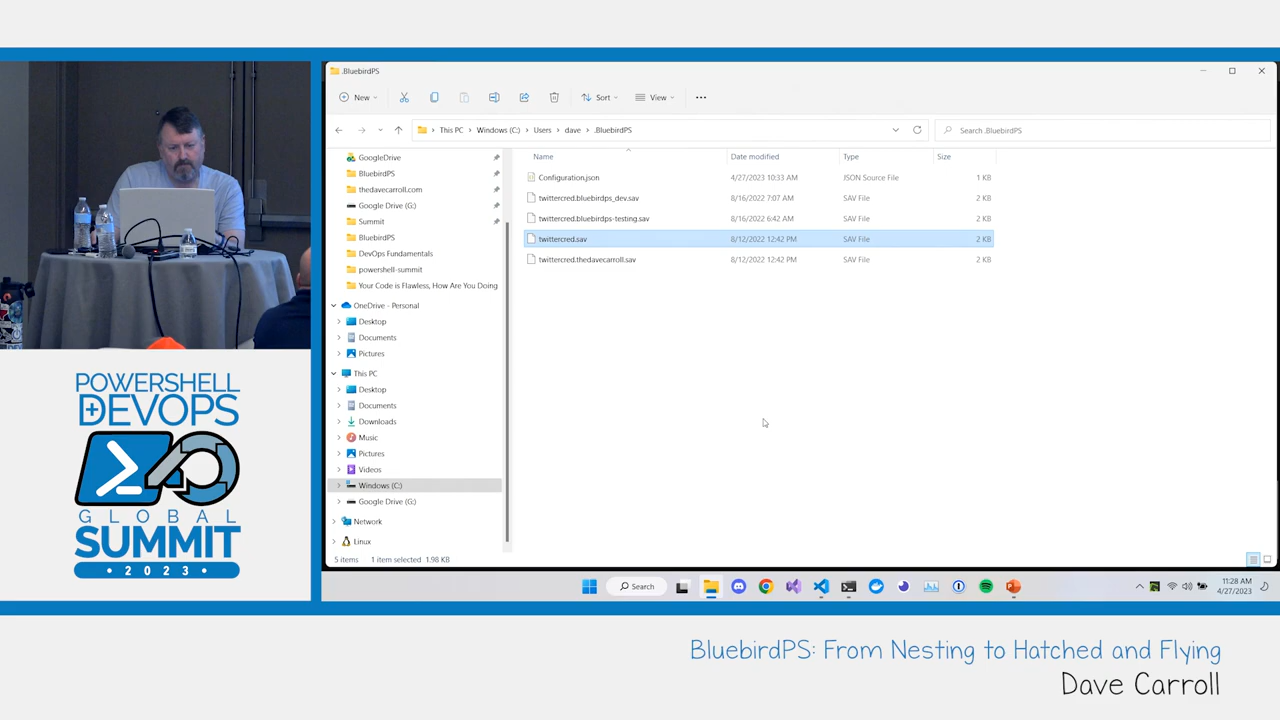 .BluebirdPS
New
Sort
View
This PC
Windows (C:)
Users
dave
.BluebirdPS
Search .BluebirdPS
GoogleDrive
BluebirdPS
thedavecarroll.com
Google Drive (G:)
Summit
BluebirdPS
DevOps Fundamentals
powershell-summit
Your Code is Flawless, How Are You Doing
OneDrive - Personal
Desktop
Documents
Pictures
This PC
Desktop
Documents
Downloads
Music
Pictures
Videos
Windows (C:)
Google Drive (G:)
Network
Linux
Name Date modified Type Size
Configuration.json 4/27/2023 10:33 AM JSON Source File 1 KB
twittercred.bluebirdps_dev.sav 8/16/2022 7:07 AM SAV File 2 KB
twittercred.bluebirdps-testing.sav 8/16/2022 6:42 AM SAV File 2 KB
twittercred.sav 8/12/2022 12:42 PM SAV File 2 KB
twittercred.thedavecarroll.sav 8/12/2022 12:42 PM SAV File 2 KB
5 items 1 item selected 1.98 KB
Search
11:28 AM
4/27/2023
POWERSHELL
+DEVOPS
GLOBAL
SUMMIT
2023
BluebirdPS: From Nesting to Hatched and Flying
Dave Carroll